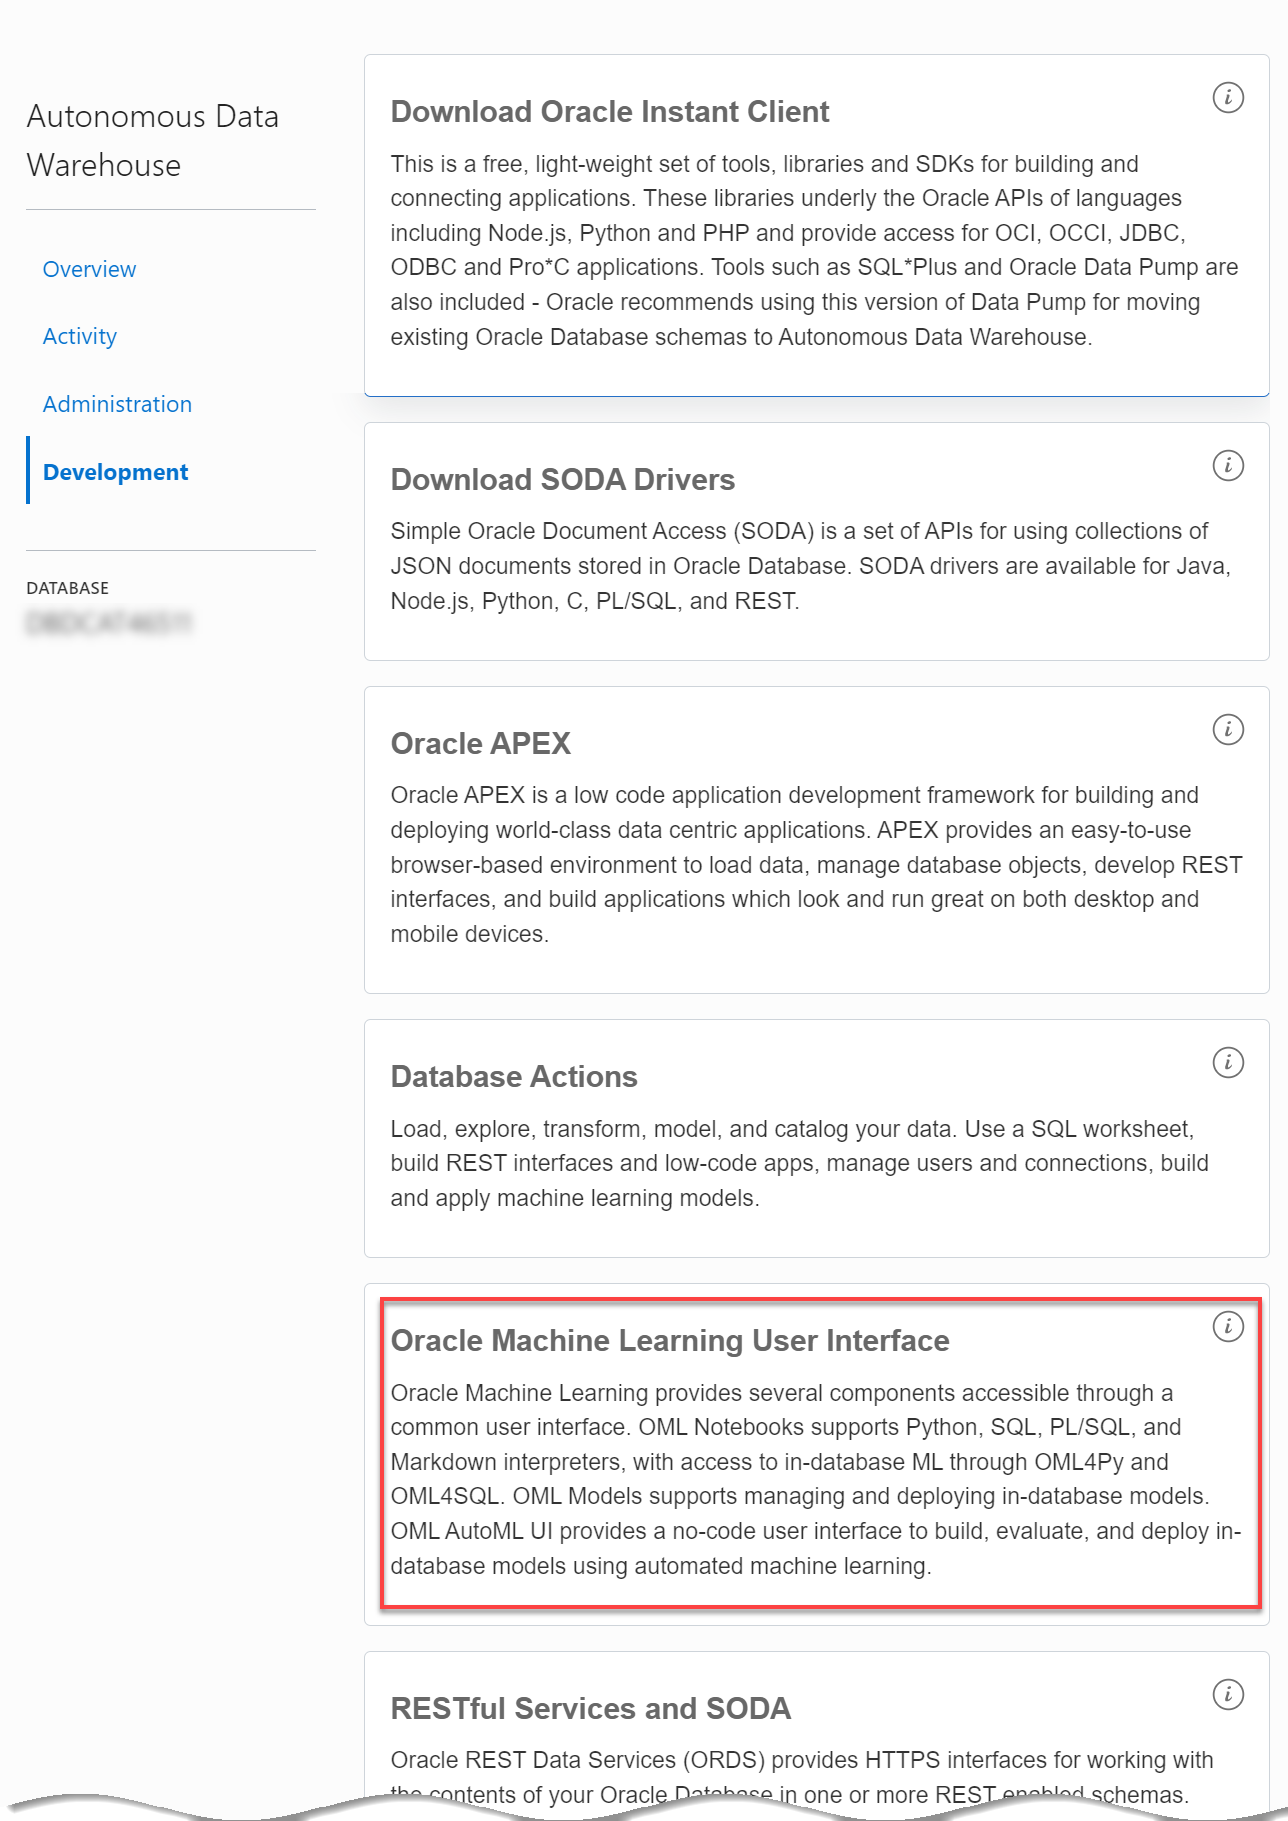 Autonomous Data
Warehouse
Overview
Activity
Administration
Development
DATABASE
Download Oracle Instant Client
This is a free, light-weight set of tools, libraries and SDKs for building and
connecting applications. These libraries underly the Oracle APIs of languages
including Node.js, Python and PHP and provide access for OCI, OCCI, JDBC,
ODBC and Pro*C applications. Tools such as SQL*Plus and Oracle Data Pump are
also included - Oracle recommends using this version of Data Pump for moving
existing Oracle Database schemas to Autonomous Data Warehouse.
Download SODA Drivers
Simple Oracle Document Access (SODA) is a set of APIs for using collections of
JSON documents stored in Oracle Database. SODA drivers are available for Java,
Node.js, Python, C, PL/SQL, and REST.
Oracle APEX
Oracle APEX is a low code application development framework for building and
deploying world-class data centric applications. APEX provides an easy-to-use
browser-based environment to load data, manage database objects, develop REST
interfaces, and build applications which look and run great on both desktop and
mobile devices.
Database Actions
Load, explore, transform, model, and catalog your data. Use a SQL worksheet,
build REST interfaces and low-code apps, manage users and connections, build
and apply machine learning models.
Oracle Machine Learning User Interface
Oracle Machine Learning provides several components accessible through a
common user interface. OML Notebooks supports Python, SQL, PL/SQL, and
Markdown interpreters, with access to in-database ML through OML4Py and
OML4SQL. OML Models supports managing and deploying in-database models.
OML AutoML UI provides a no-code user interface to build, evaluate, and deploy in-
database models using automated machine learning.
RESTful Services and SODA
Oracle REST Data Services (ORDS) provides HTTPS interfaces for working with
the contents of your Oracle Database in one or more REST enabled schemas.